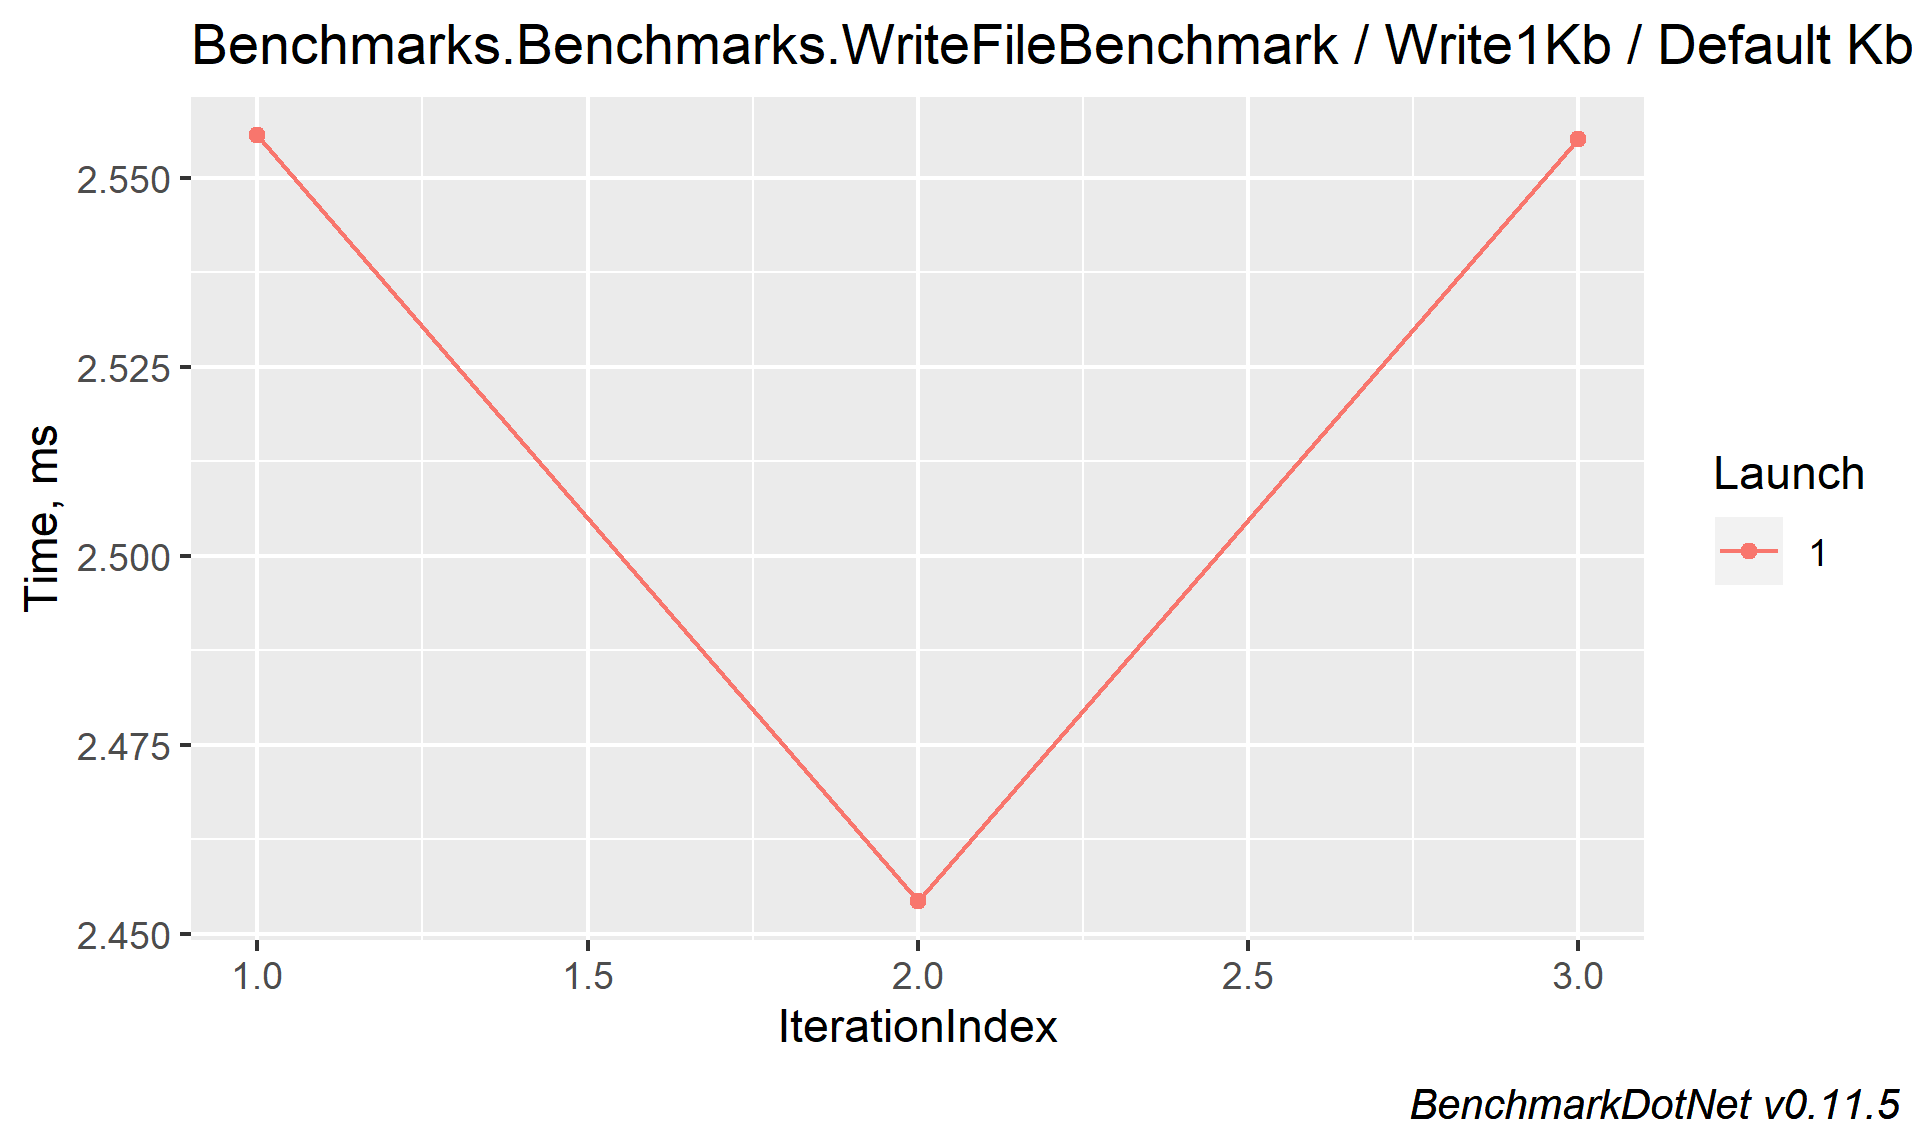 Benchmarks.Benchmarks.WriteFileBenchmark / Write1Kb / Default Kb
Time, ms
2.550
2.525
2.500
2.475
2.450
1.0 1.5 2.0 2.5 3.0
IterationIndex
Launch
1
BenchmarkDotNet v0.11.5